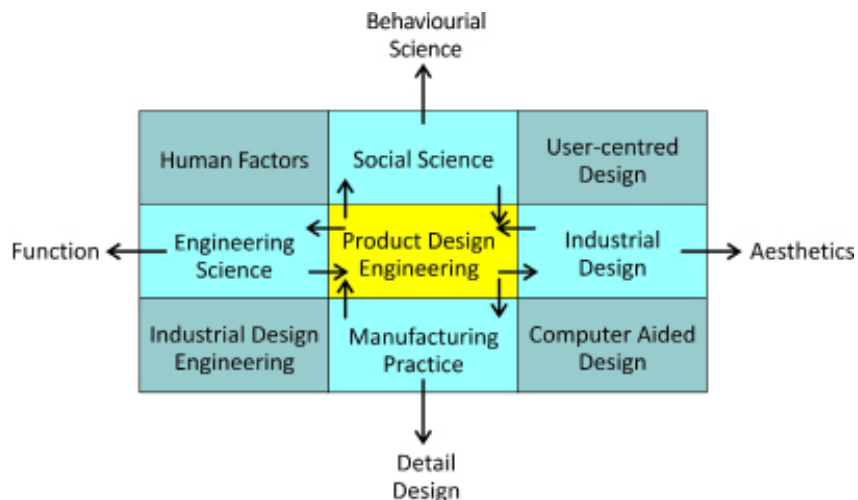 Behaviourial
Science
Human Factors
Social Science
User-centred
Design
Function
Engineering
Science
Product Design
Engineering
Industrial
Design
Aesthetics
Industrial Design
Engineering
Manufacturing
Practice
Computer Aided
Design
Detail
Design